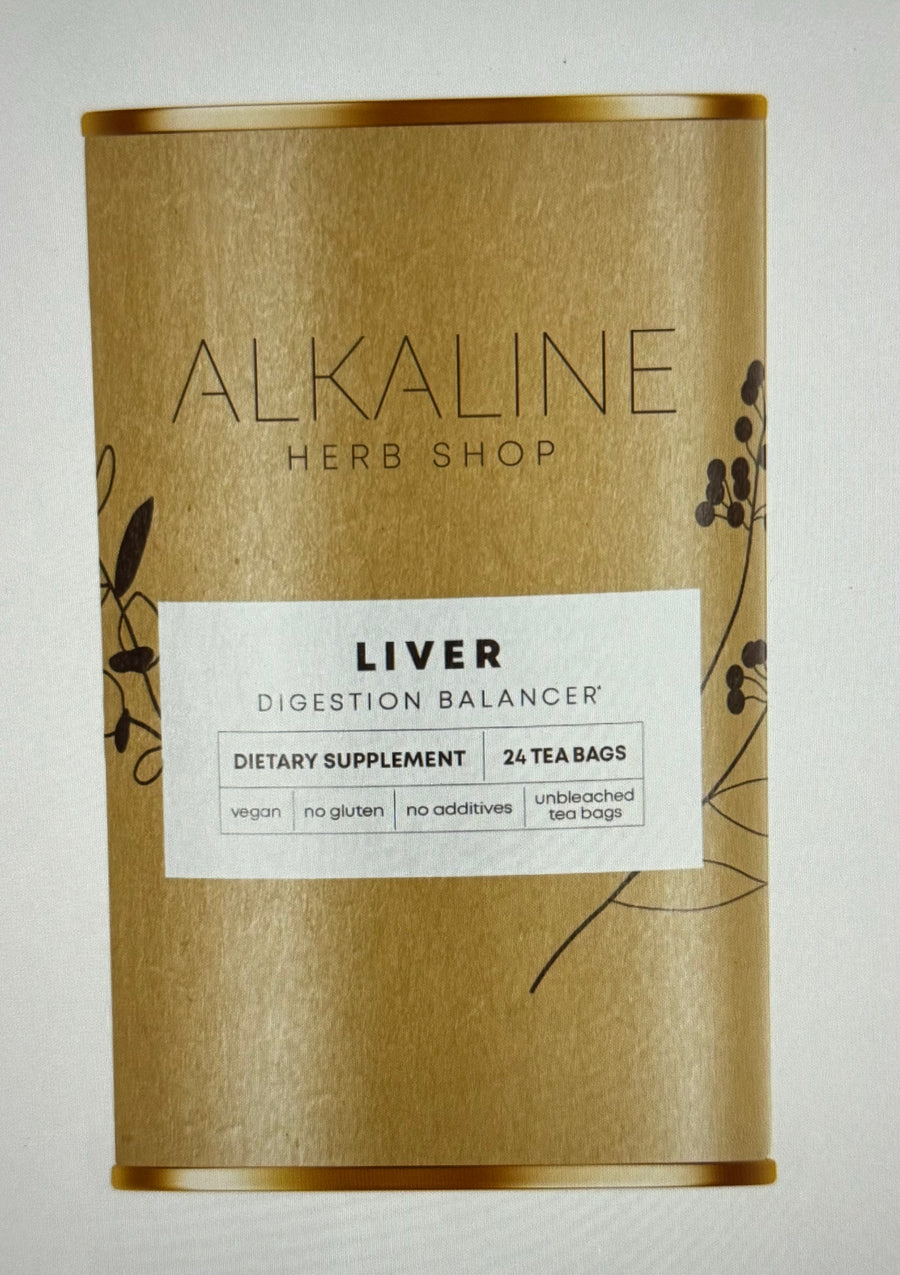 ALKALINE
HERB SHOP
LIVER
DIGESTION BALANCER*
DIETARY SUPPLEMENT 24 TEA BAGS
vegan no gluten no additives unbleached
tea bags